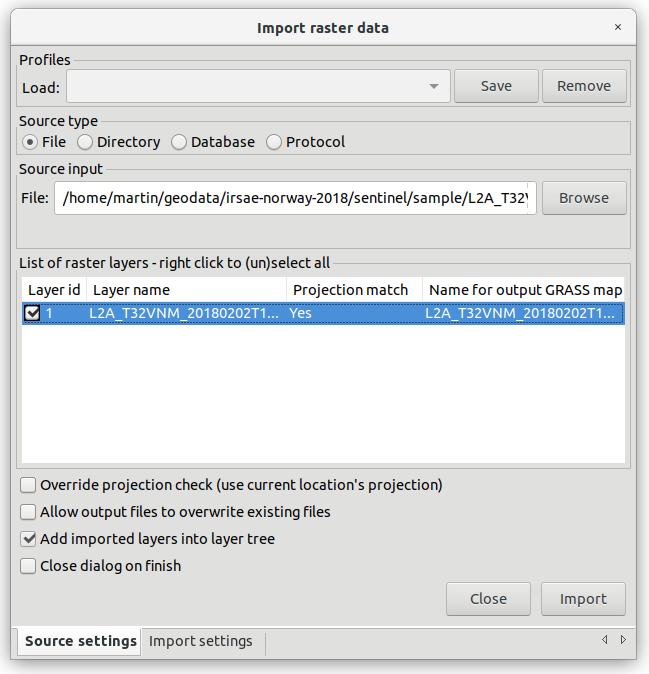 Import raster data ×
Profiles
Load: Save Remove
Source type
File Directory Database Protocol
Source input
File: /home/martin/geodata/irsae-norway-2018/sentinel/sample/L2A_T32V Browse
List of raster layers - right click to (un)select all
Layer id Layer name Projection match Name for output GRASS map
1 L2A_T32VNM_20180202T1... Yes L2A_T32VNM_20180202T1...
Override projection check (use current location's projection)
Allow output files to overwrite existing files
Add imported layers into layer tree
Close dialog on finish
Close Import
Source settings Import settings